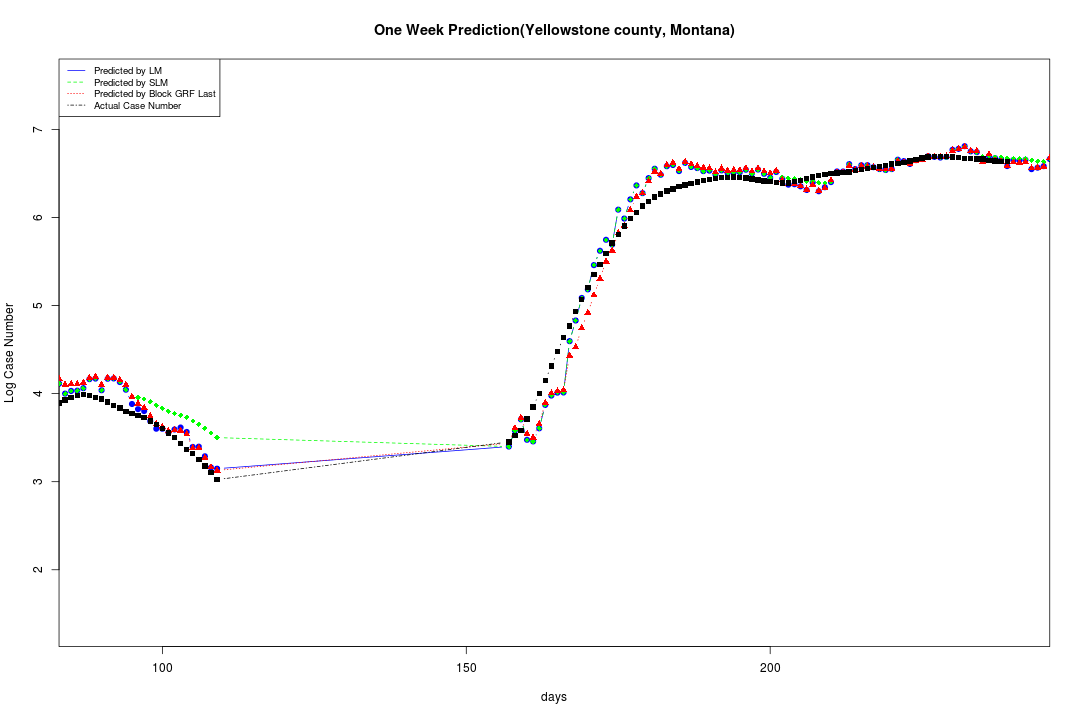 One Week Prediction(Yellowstone county, Montana)
Predicted by LM
Predicted by SLM
Predicted by Block GRF Last
Actual Case Number
7
6
5
4
3
2
Log Case Number
100 150 200
days